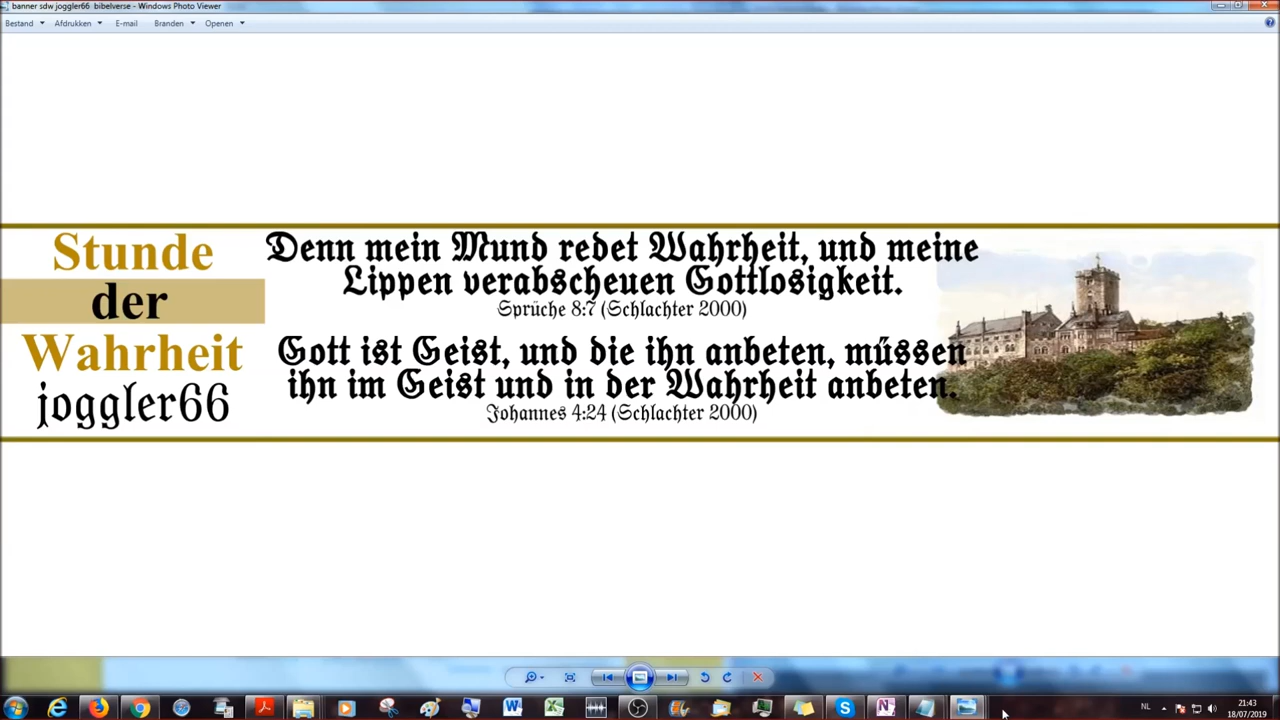 banner sdw joggler66 bibelverse - Windows Photo Viewer
Bestand Afdrukken E-mail Branden Openen
Stunde
der
Wahrheit
joggler66
Denn mein Mund redet Wahrheit, und meine
Lippen verabscheuen Gottlosigkeit.
Sprüche 8:7 (Schlachter 2000)
Gott ist Geist, und die ihn anbeten, müssen
ihn im Geist und in der Wahrheit anbeten.
Johannes 4:24 (Schlachter 2000)
NL
21:43
18/07/2019